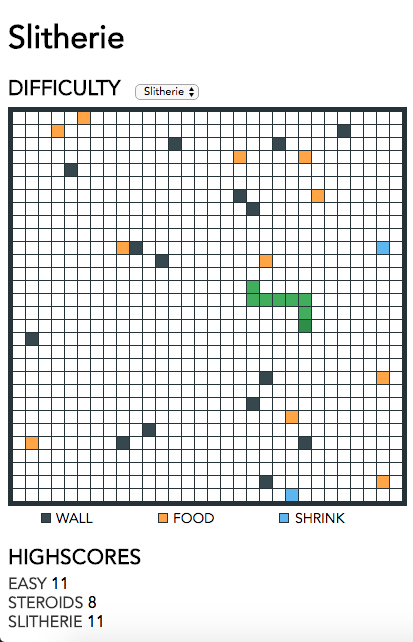 Slitherie
DIFFICULTY Slitherie
WALL FOOD SHRINK
HIGHSCORES
EASY 11
STEROIDS 8
SLITHERIE 11